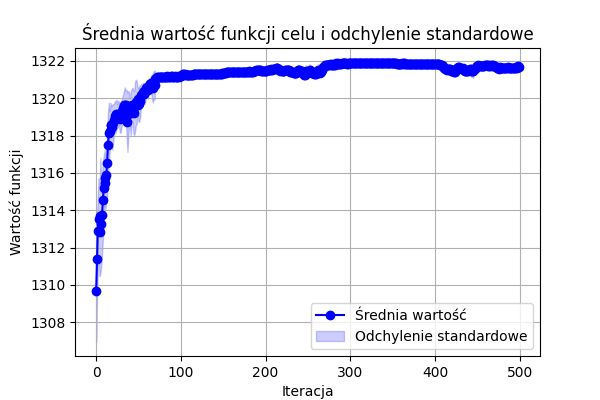 Średnia wartość funkcji celu i odchylenie standardowe
Wartość funkcji
1322
1320
1318
1316
1314
1312
1310
1308
Średnia wartość
Odchylenie standardowe
0 100 200 300 400 500
Iteracja